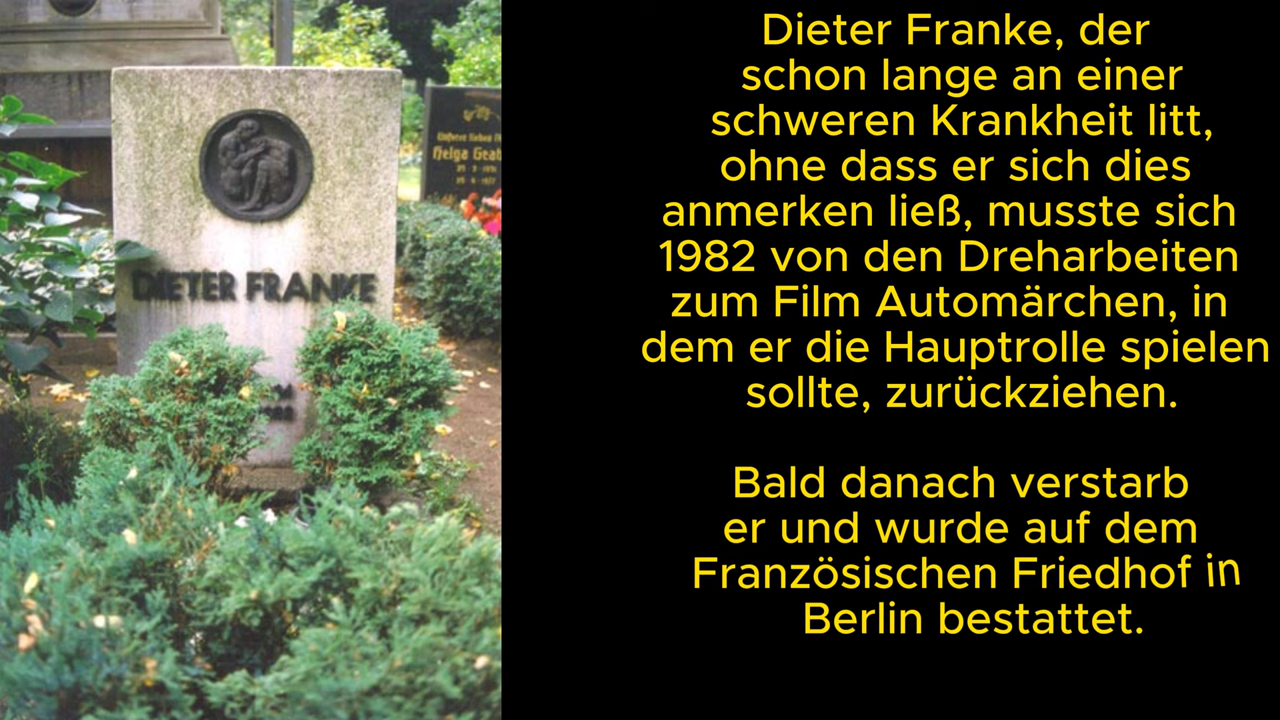 DIETER FRANKE
Dieter Franke, der
schon lange an einer
schweren Krankheit litt,
ohne dass er sich dies
anmerken ließ, musste sich
1982 von den Dreharbeiten
zum Film Automärchen, in
dem er die Hauptrolle spielen
sollte, zurückziehen.
Bald danach verstarb
er und wurde auf dem
Französischen Friedhof in
Berlin bestattet.